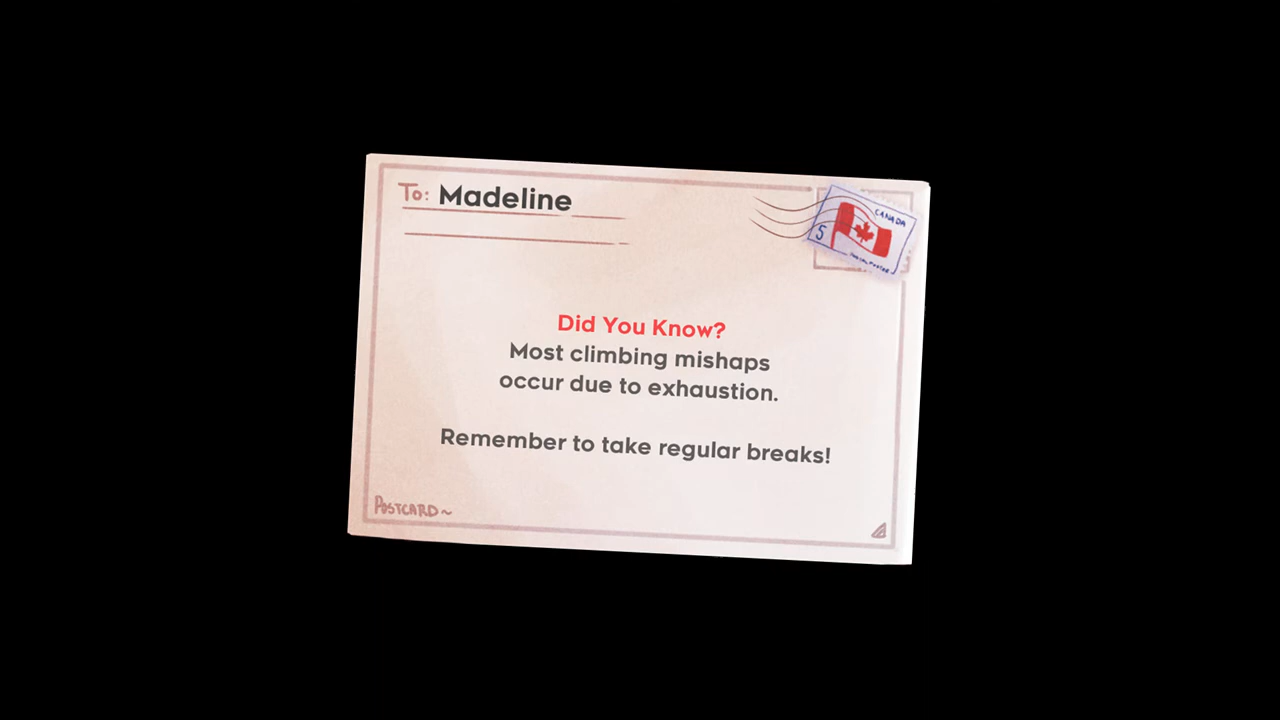 To: Madeline
CANADA
5
Did You Know?
Most climbing mishaps
occur due to exhaustion.
Remember to take regular breaks!
POSTCARD~